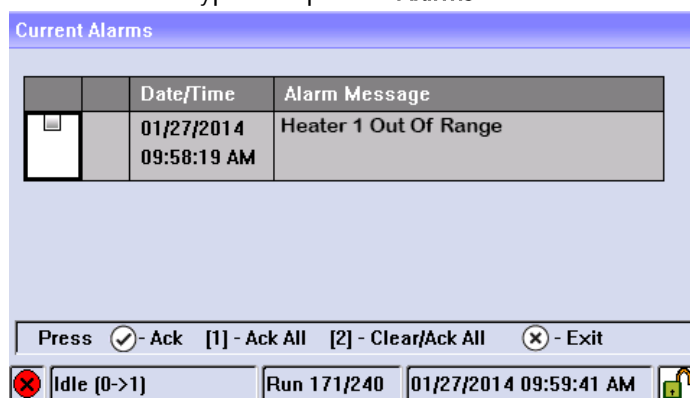 Current Alarms
Date/Time Alarm Message
01/27/2014 Heater 1 Out Of Range
09:58:19 AM
Press - Ack [1] - Ack All [2] - Clear/Ack All - Exit
Idle (0->1) Run 171/240 01/27/2014 09:59:41 AM